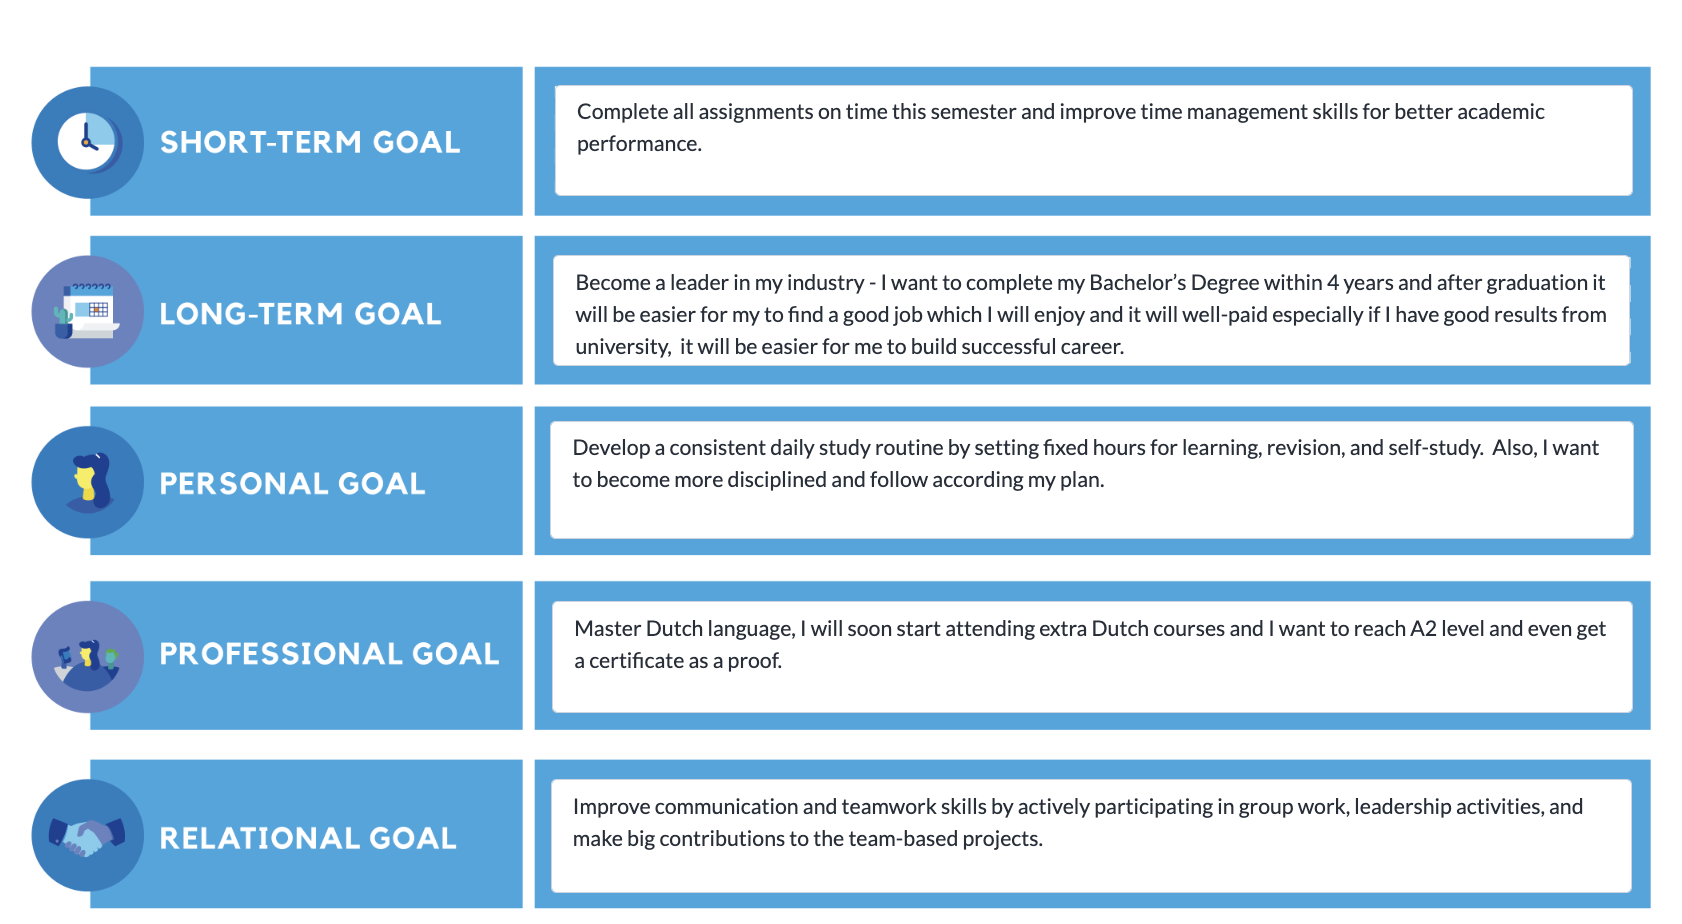 SHORT-TERM GOAL
Complete all assignments on time this semester and improve time management skills for better academic
performance.
LONG-TERM GOAL
Become a leader in my industry - I want to complete my Bachelor’s Degree within 4 years and after graduation it
will be easier for my to find a good job which I will enjoy and it will well-paid especially if I have good results from
university,  it will be easier for me to build successful career.
PERSONAL GOAL
Develop a consistent daily study routine by setting fixed hours for learning, revision, and self-study.  Also, I want
to become more disciplined and follow according my plan.
PROFESSIONAL GOAL
Master Dutch language, I will soon start attending extra Dutch courses and I want to reach A2 level and even get
a certificate as a proof.
RELATIONAL GOAL
Improve communication and teamwork skills by actively participating in group work, leadership activities, and
make big contributions to the team-based projects.